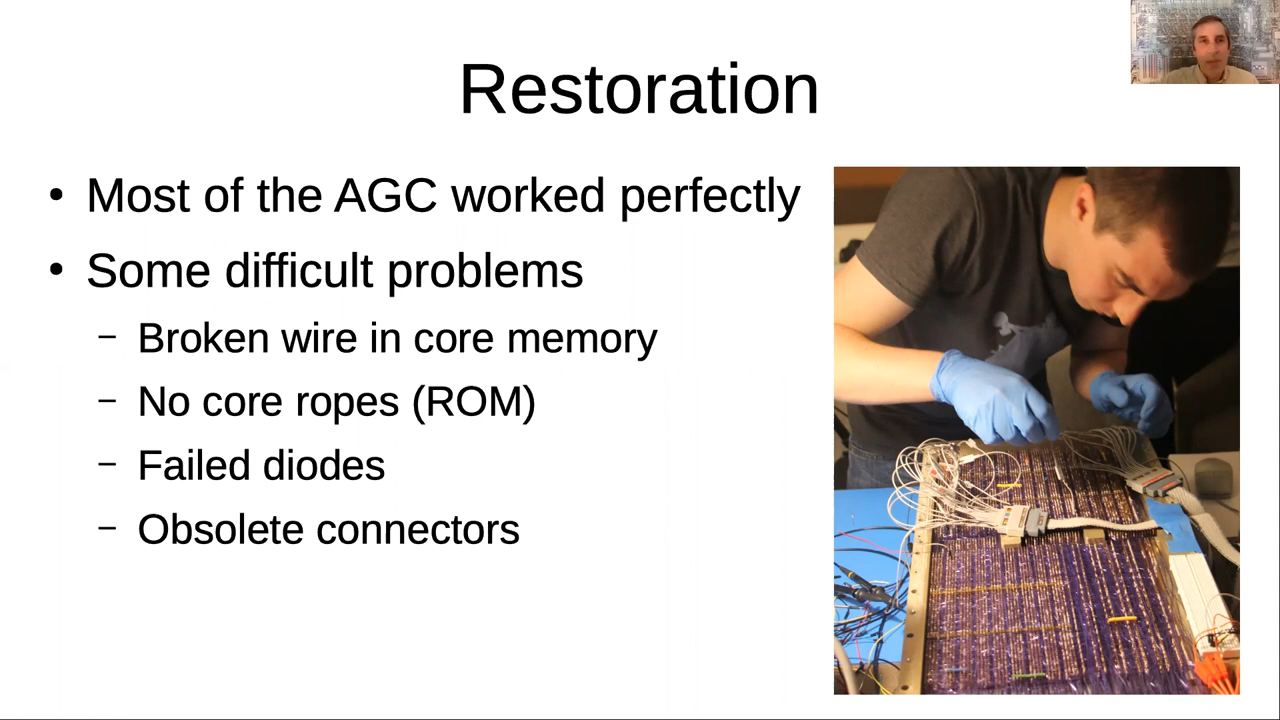 Restoration
• Most of the AGC worked perfectly
• Some difficult problems
– Broken wire in core memory
– No core ropes (ROM)
– Failed diodes
– Obsolete connectors